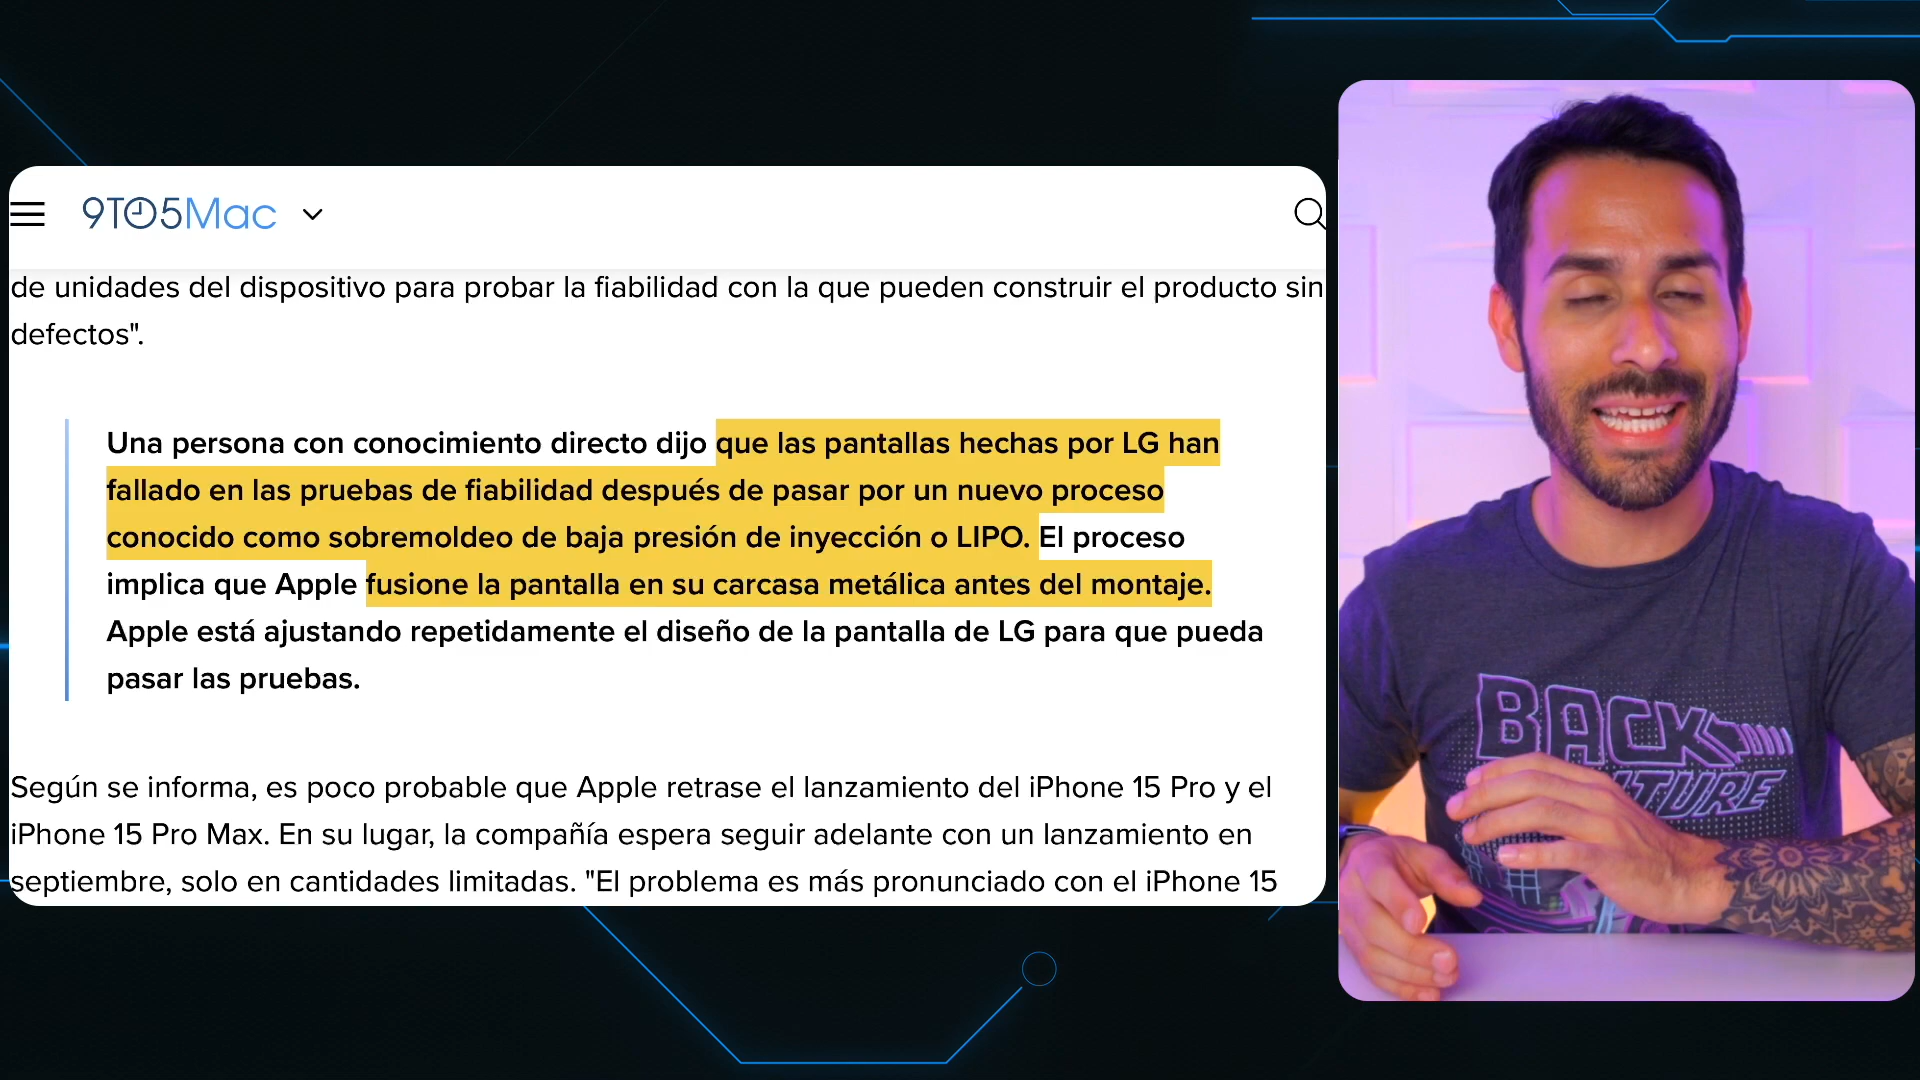 9TO5Mac
de unidades del dispositivo para probar la fiabilidad con la que pueden construir el producto sin
defectos".
Una persona con conocimiento directo dijo que las pantallas hechas por LG han
fallado en las pruebas de fiabilidad después de pasar por un nuevo proceso
conocido como sobremoldeo de baja presión de inyección o LIPO. El proceso
implica que Apple fusione la pantalla en su carcasa metálica antes del montaje.
Apple está ajustando repetidamente el diseño de la pantalla de LG para que pueda
pasar las pruebas.
Según se informa, es poco probable que Apple retrase el lanzamiento del iPhone 15 Pro y el
iPhone 15 Pro Max. En su lugar, la compañía espera seguir adelante con un lanzamiento en
septiembre, solo en cantidades limitadas. "El problema es más pronunciado con el iPhone 15
BACK